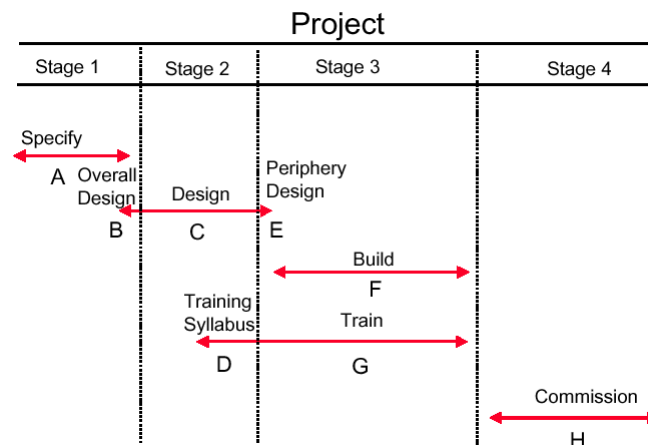 Project
Stage 1 Stage 2 Stage 3 Stage 4
Specify
A
Overall
Design
B
Design
C
Periphery
Design
E
Build
F
Training
Syllabus
D
Train
G
Commission
H